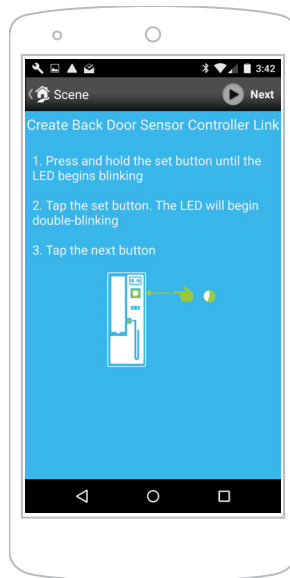 3:42
Scene
Next
Create Back Door Sensor Controller Link
1. Press and hold the set button until the
LED begins blinking
2. Tap the set button. The LED will begin
double-blinking
3. Tap the next button